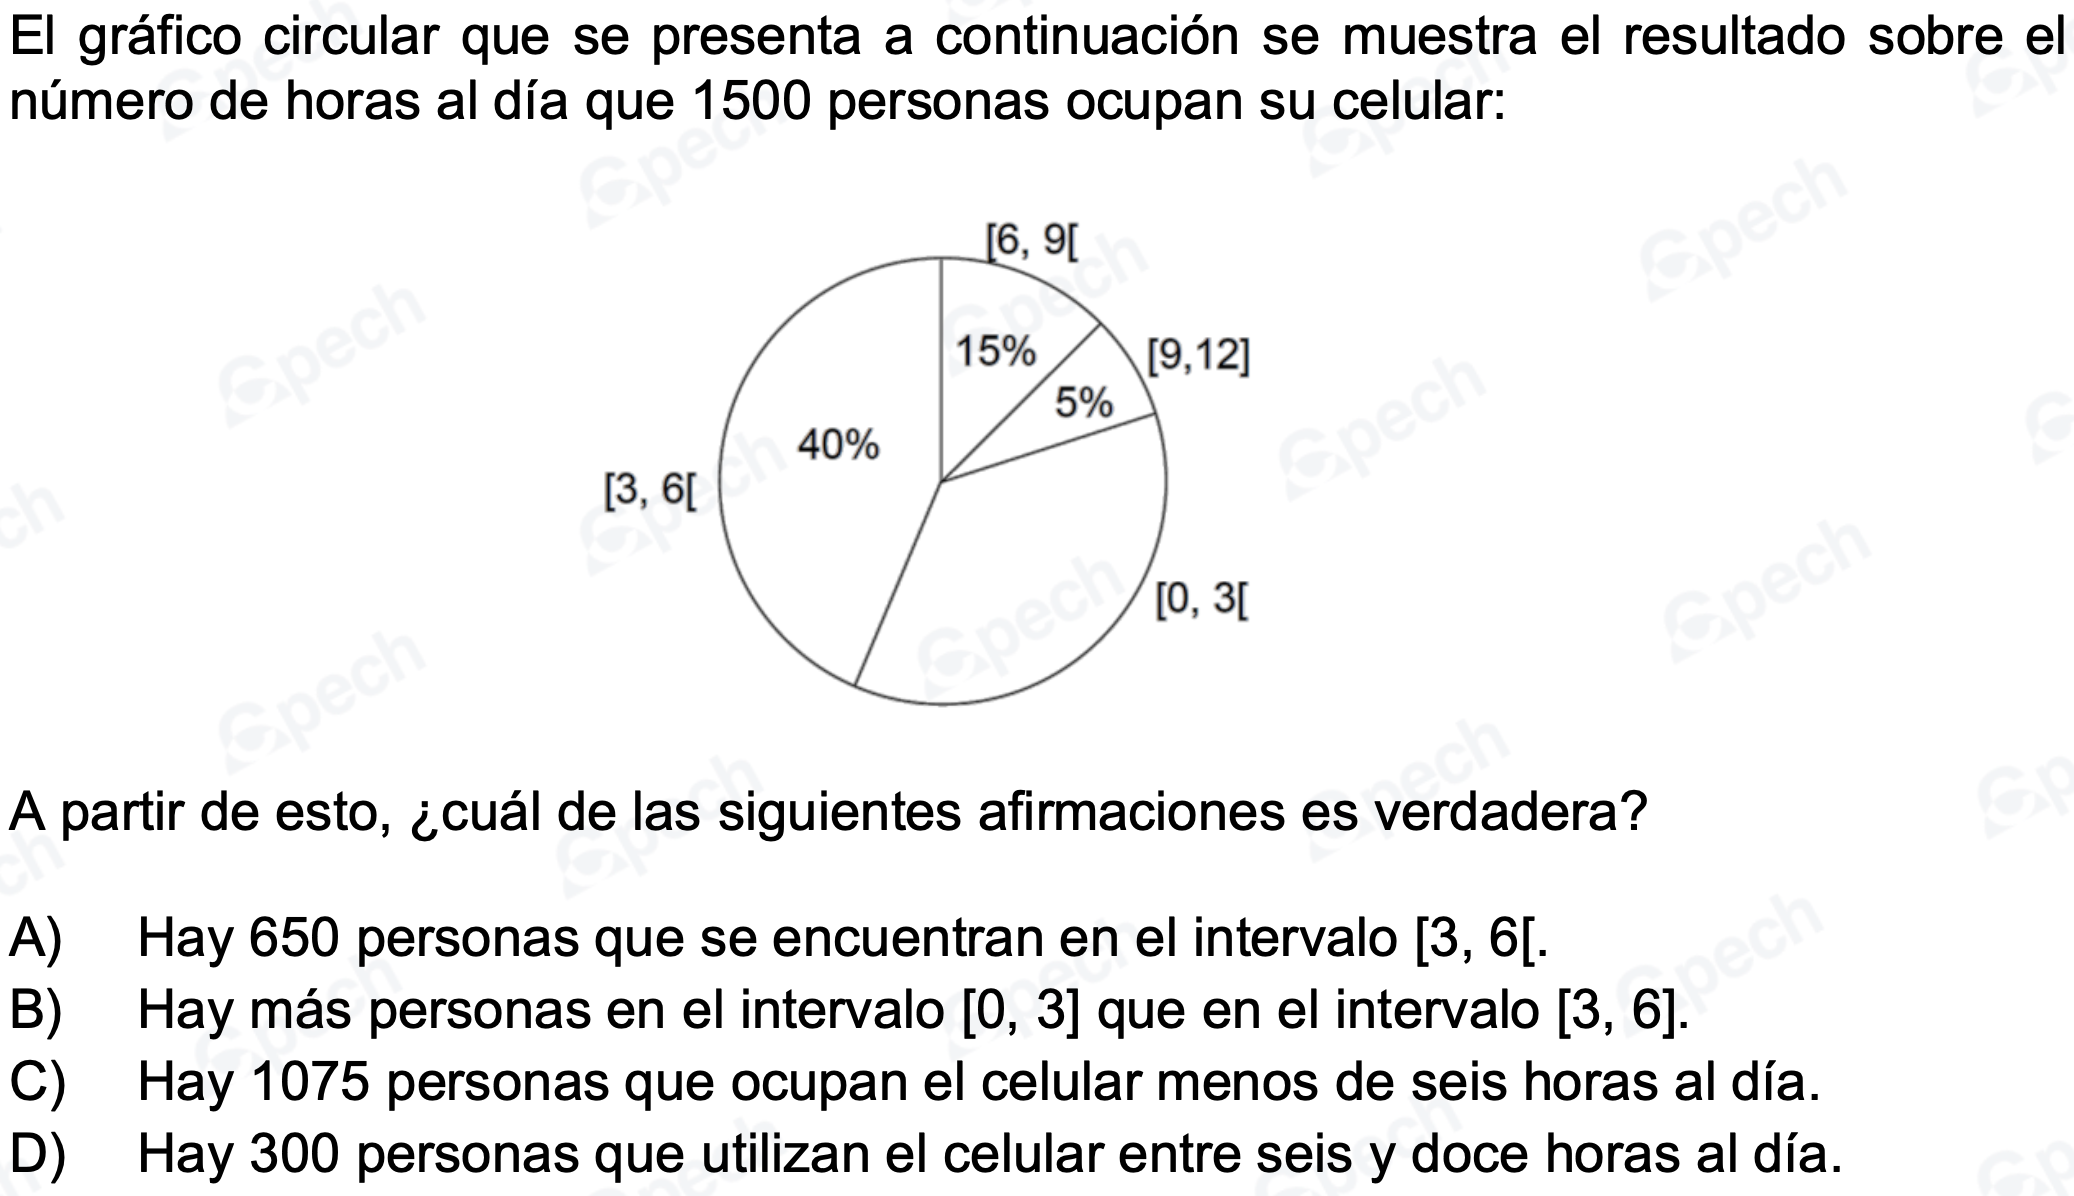 El gráfico circular que se presenta a continuación se muestra el resultado sobre el
número de horas al día que 1500 personas ocupan su celular:
[6, 9[
15%
[9,12]
5%
40%
[3, 6[
[0, 3[
A partir de esto, ¿cuál de las siguientes afirmaciones es verdadera?
A) Hay 650 personas que se encuentran en el intervalo [3, 6[.
B) Hay más personas en el intervalo [0, 3] que en el intervalo [3, 6].
C) Hay 1075 personas que ocupan el celular menos de seis horas al día.
D) Hay 300 personas que utilizan el celular entre seis y doce horas al día.